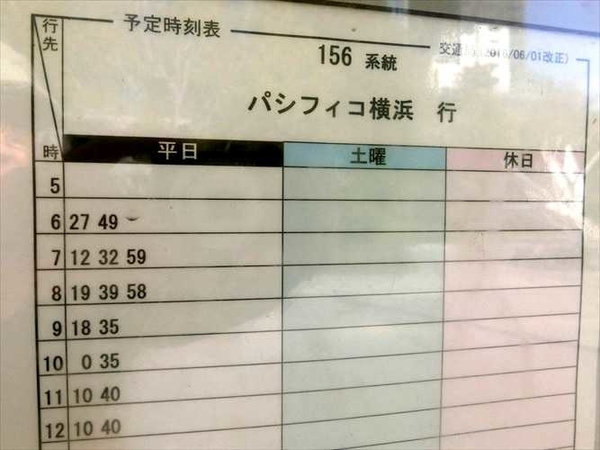 行先
予定時刻表
交通 2016/06/01改正)
156 系統
パシフィコ横浜 行
時 平日 土曜 休日
5
6 27 49
7 12 32 59
8 19 39 58
9 18 35
10 0 35
11 10 40
12 10 40